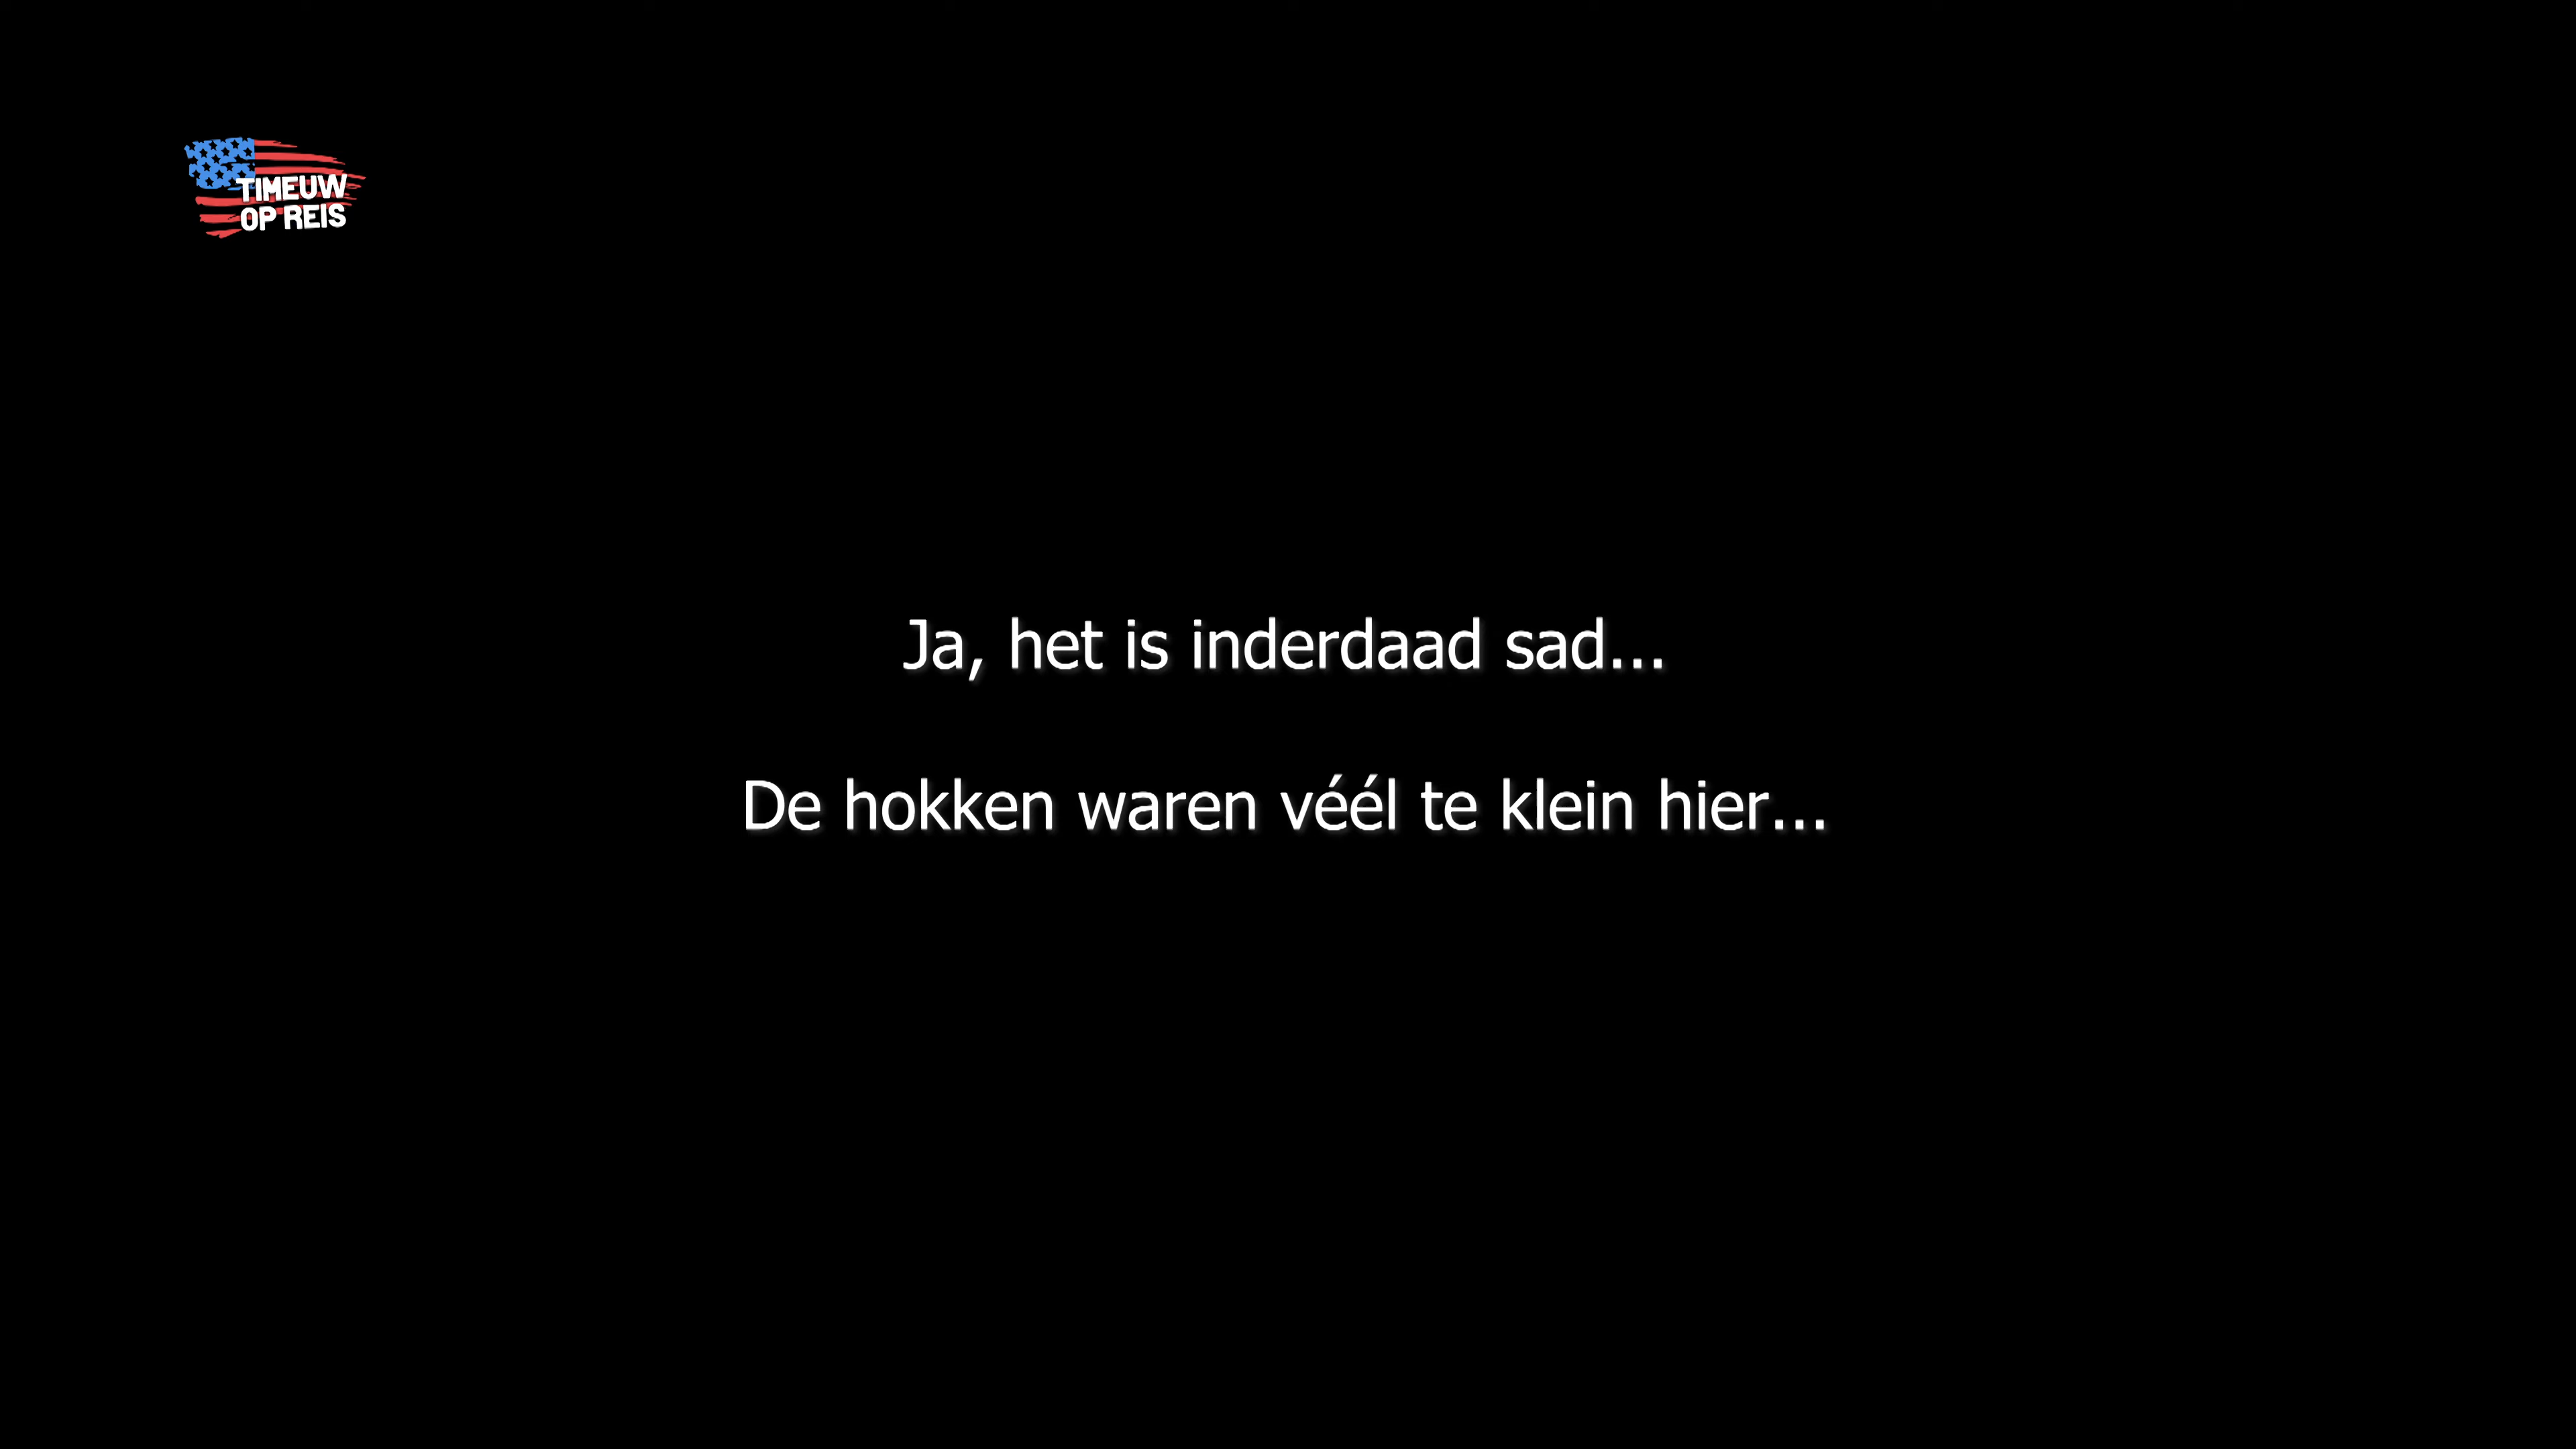 TIMEUW
OP REIS
Ja, het is inderdaad sad...
De hokken waren véél te klein hier...